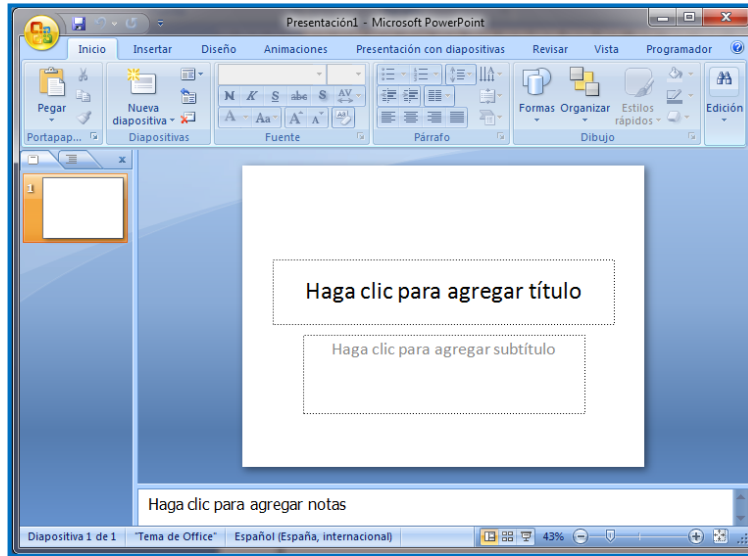 Presentación1 - Microsoft PowerPoint
Inicio Insertar Diseño Animaciones Presentación con diapositivas Revisar Vista Programador
Pegar Nueva diapositiva N K S abc S AV Aa A A A Formas Organizar Estilos rápidos Edición
Portapap... Diapositivas Fuente Párrafo Dibujo
1
Haga clic para agregar título
Haga clic para agregar subtítulo
Haga clic para agregar notas
Diapositiva 1 de 1 "Tema de Office" Español (España, internacional) 43%